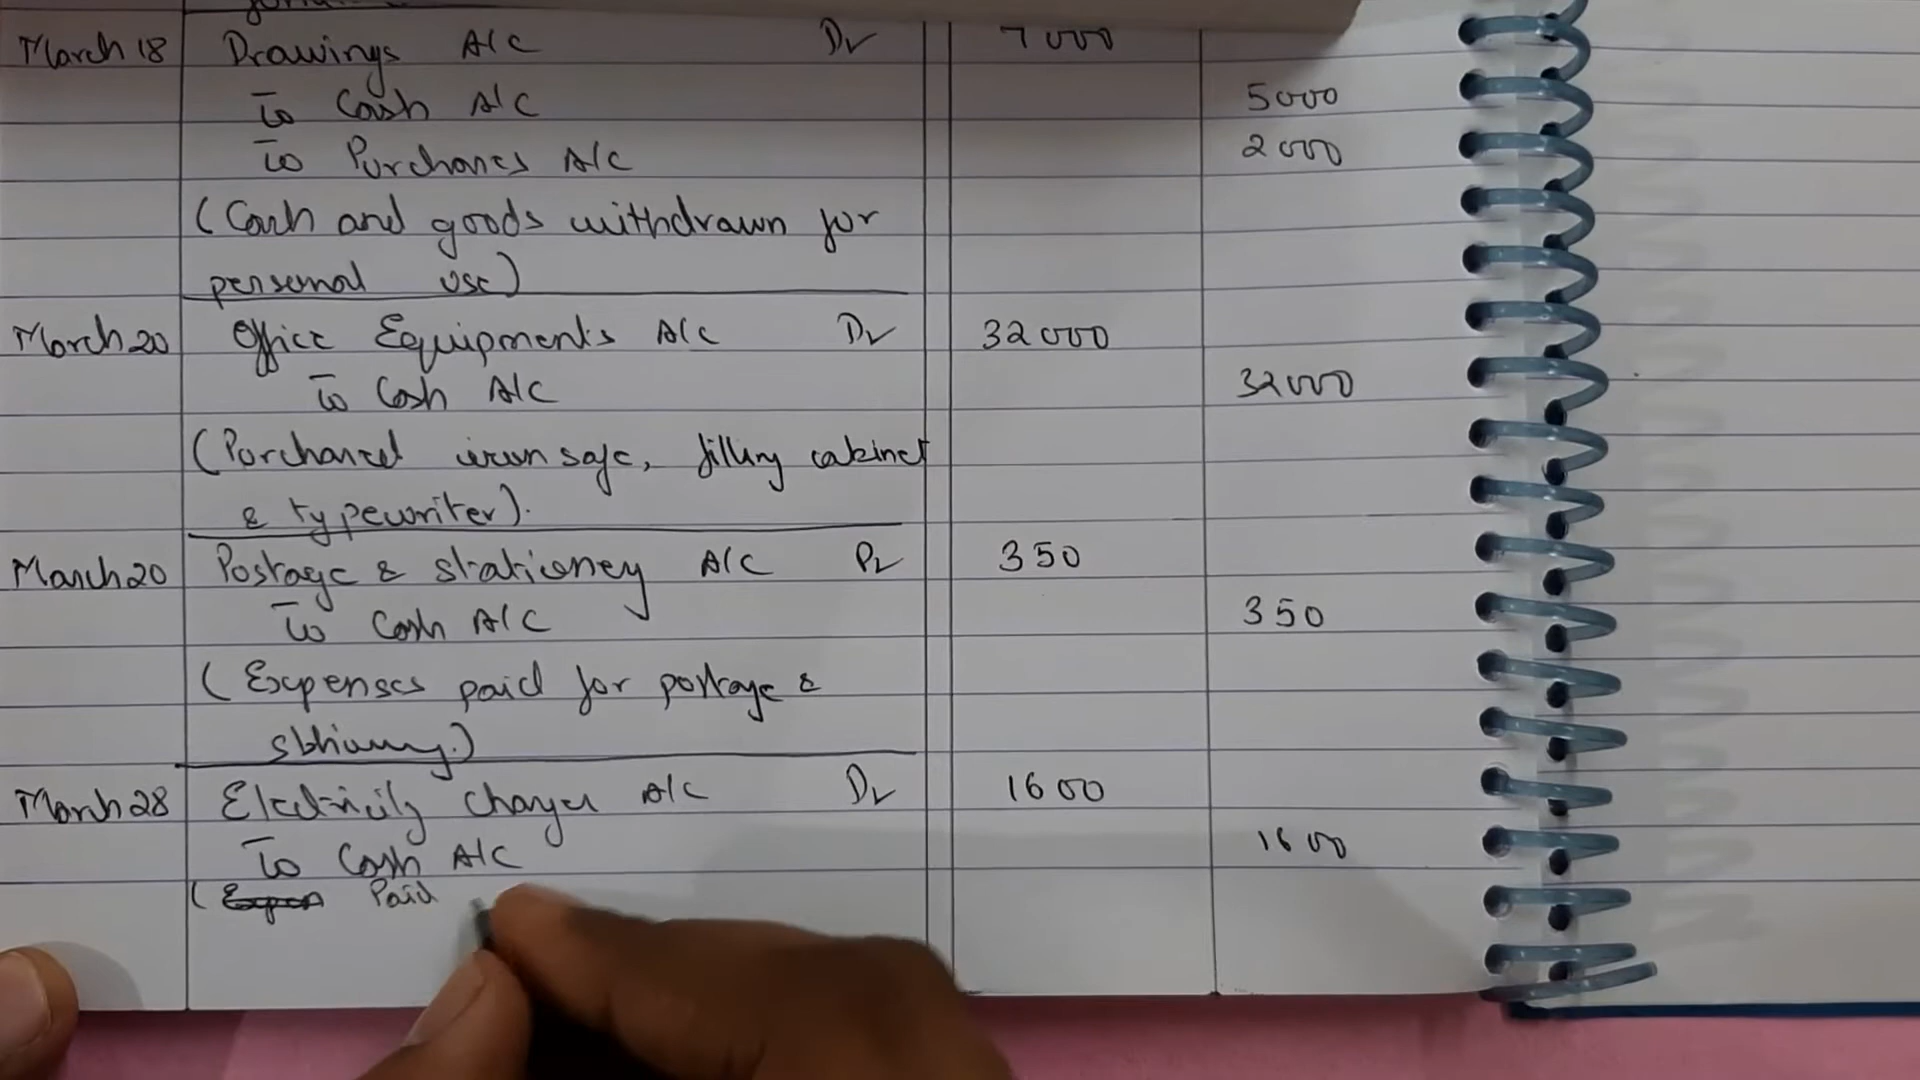 March 18 Drawings A/C Dr 7000
To Cash A/C 5000
To Purchases A/C 2000
(Cash and goods withdrawn for
personal use)
March 20 Office Equipments A/C Dr 32000
To Cash A/C 32000
(Purchased iron safe, filling cabinet
& typewriter).
March 20 Postage & stationery A/C Dr 350
To Cash A/C 350
(Expenses paid for postage &
March 28 Electricity charges A/C Dr 1600
To Cash A/C 1600
( Paid